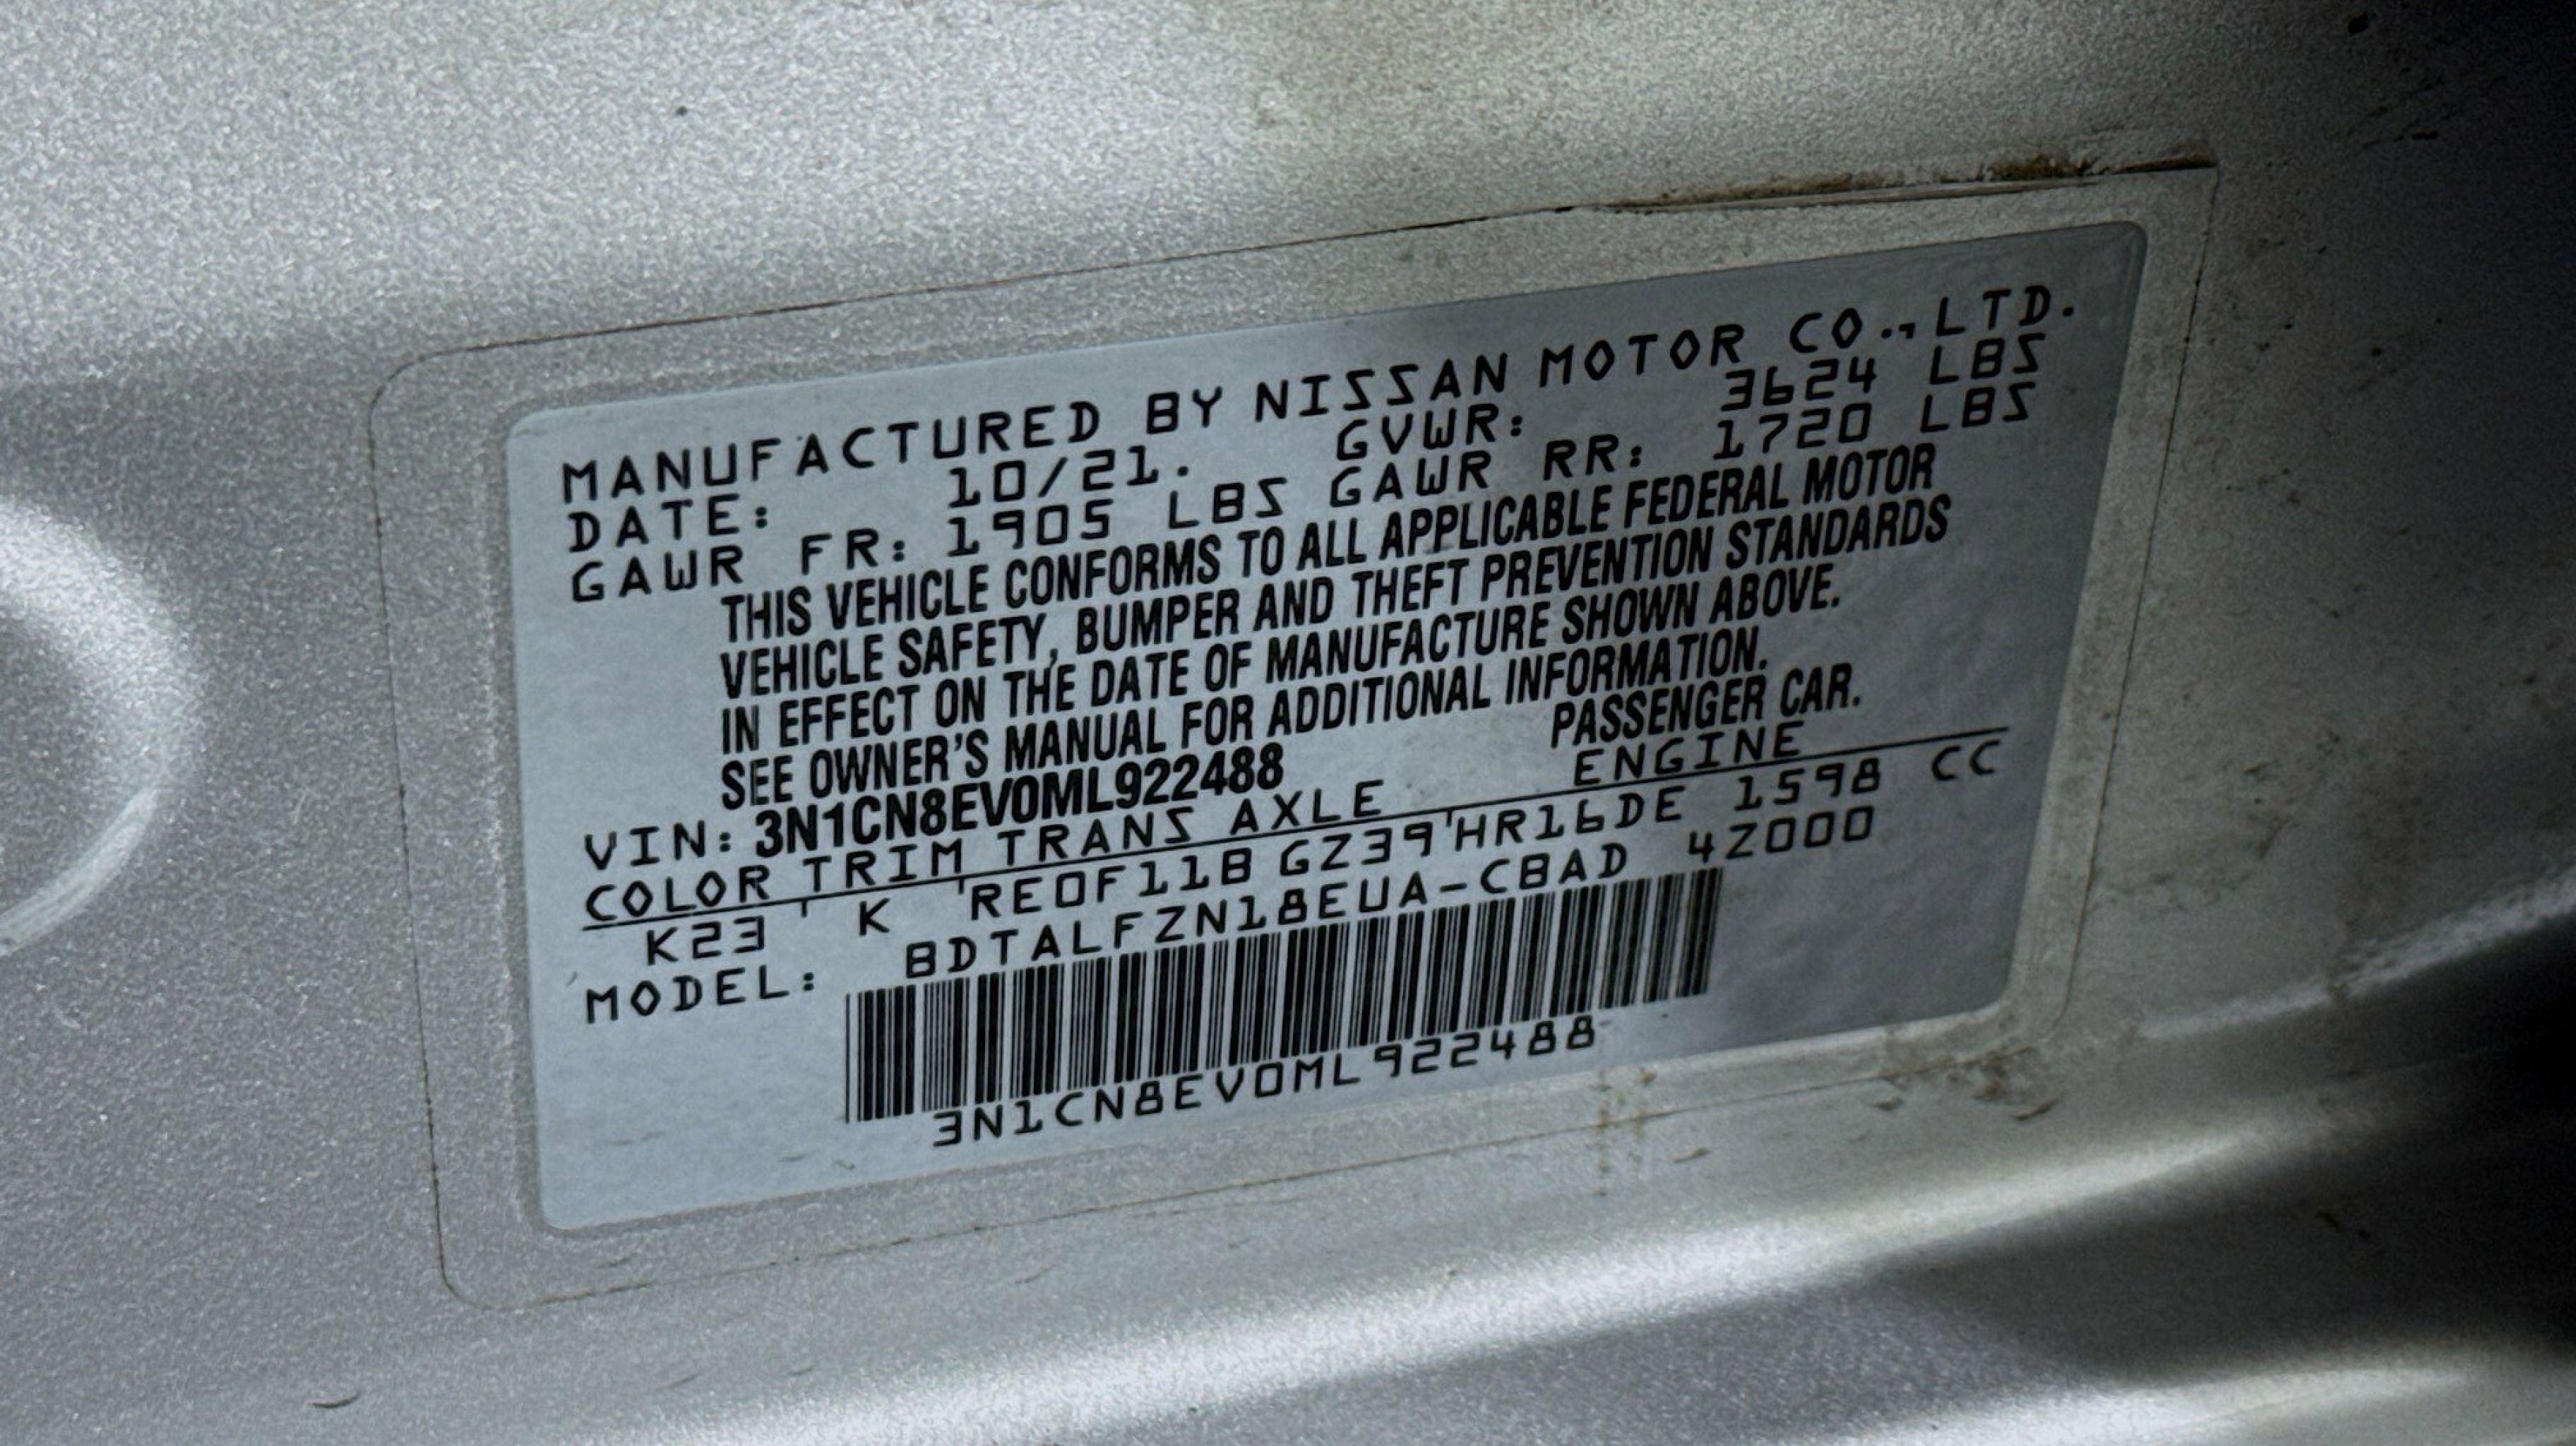 MANUFACTURED BY NISSAN MOTOR CO.,LTD.
DATE: 10/21. GVWR: 3624 LBS
GAWR FR: 1905 LBS GAWR RR: 1720 LBS
THIS VEHICLE CONFORMS TO ALL APPLICABLE FEDERAL MOTOR
VEHICLE SAFETY, BUMPER AND THEFT PREVENTION STANDARDS
IN EFFECT ON THE DATE OF MANUFACTURE SHOWN ABOVE.
SEE OWNER'S MANUAL FOR ADDITIONAL INFORMATION.
VIN: 3N1CN8EV0ML922488 PASSENGER CAR.
COLOR TRIM TRANS AXLE ENGINE
K23 K RE0F11B GZ39 HR16DE 1598 CC
MODEL: BDTALFZN18EUA-CBAD 4Z000
3N1CN8EV0ML922488